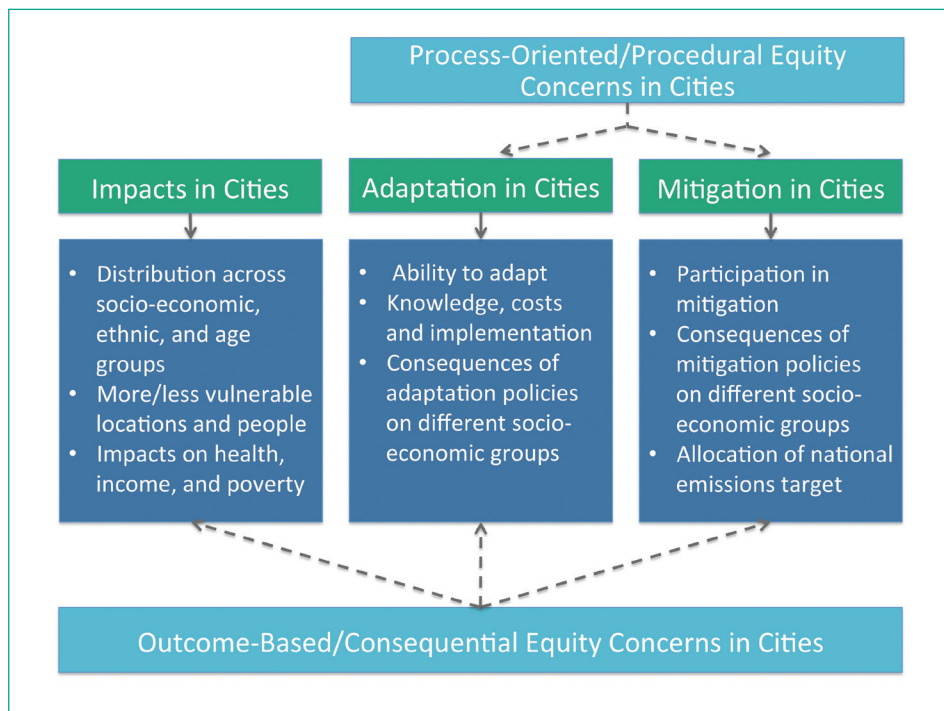 Process-Oriented/Procedural Equity
Concerns in Cities
Impacts in Cities
Adaptation in Cities
Mitigation in Cities
• Distribution across
socio-economic,
ethnic, and age
groups
• More/less vulnerable
locations and people
• Impacts on health,
income, and poverty
• Ability to adapt
• Knowledge, costs
and implementation
• Consequences of
adaptation policies
on different socio-
economic groups
• Participation in
mitigation
• Consequences of
mitigation policies
on different socio-
economic groups
• Allocation of national
emissions target
Outcome-Based/Consequential Equity Concerns in Cities